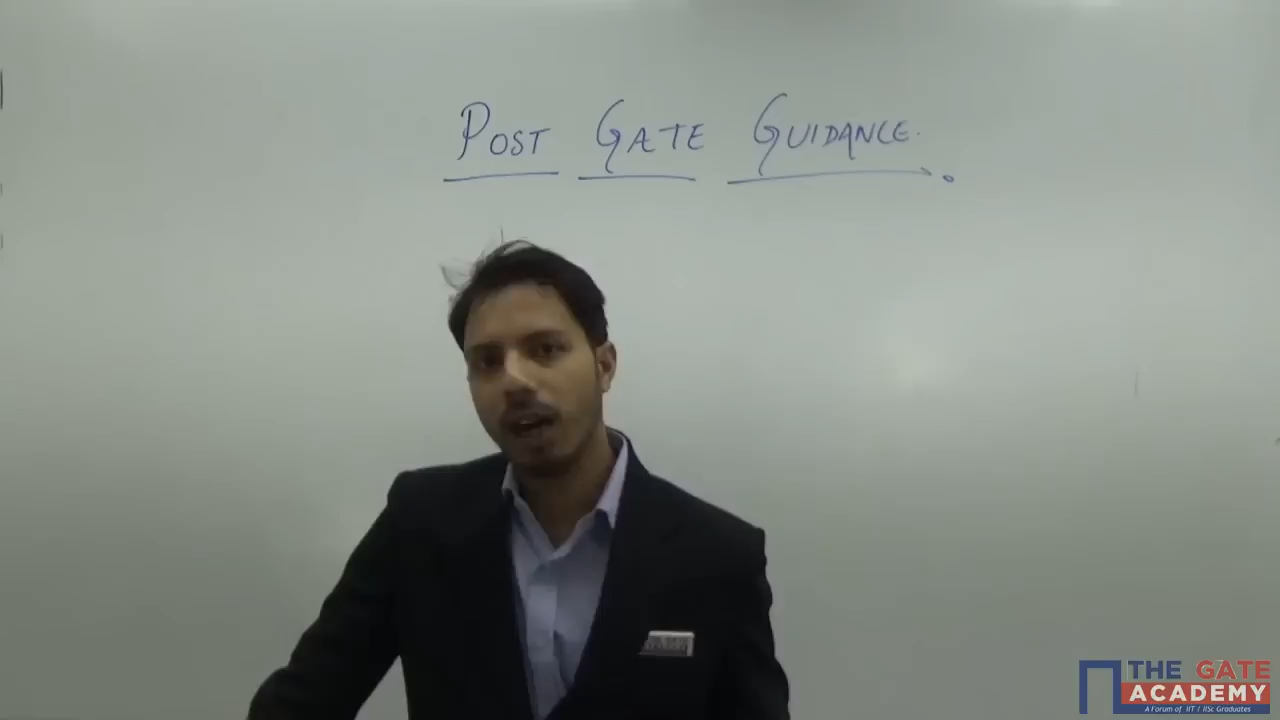 POST GATE GUIDANCE.
THE GATE
ACADEMY
A Forum of IIT / IISc Graduates